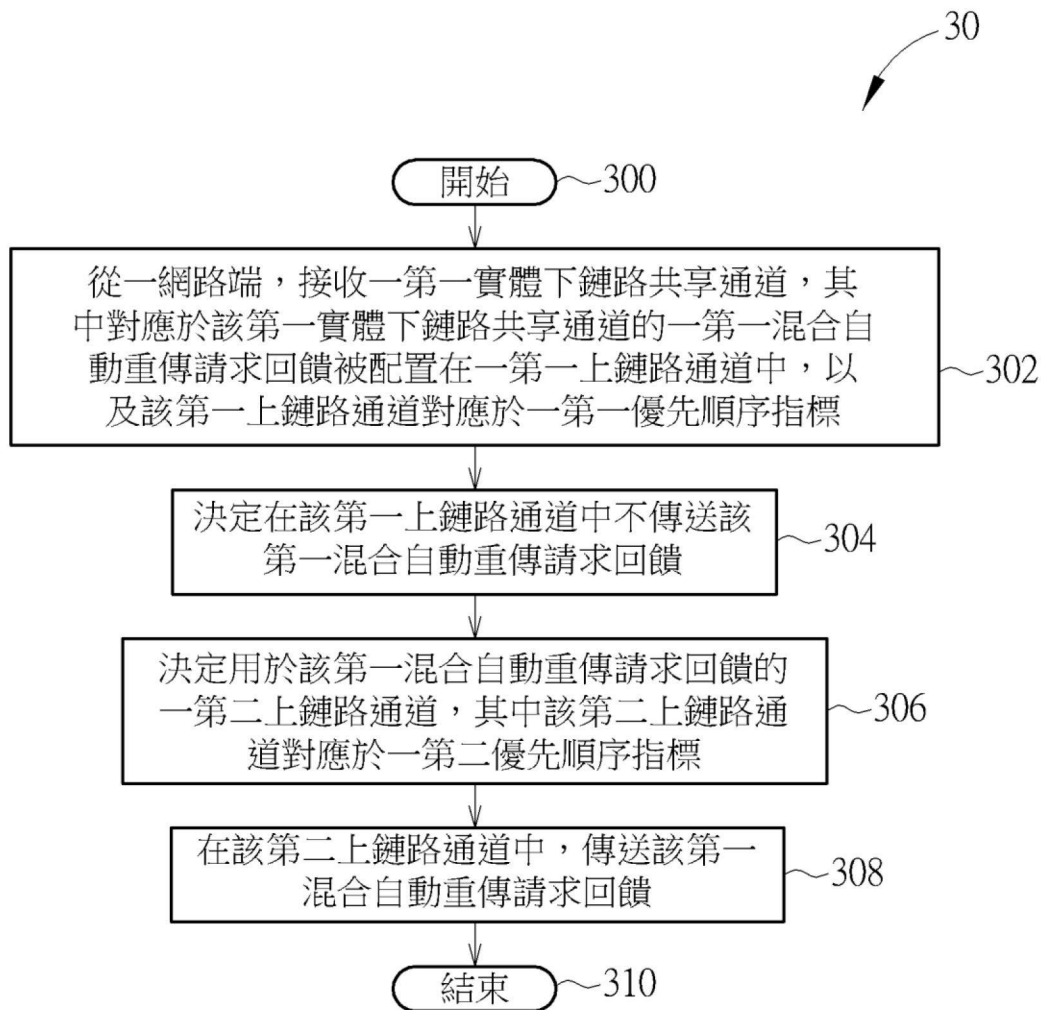 30
開始
300
從一網路端，接收一第一實體下鏈路共享通道，其
中對應於該第一實體下鏈路共享通道的一第一混合自
動重傳請求回饋被配置在一第一上鏈路通道中，以
及該第一上鏈路通道對應於一第一優先順序指標
302
決定在該第一上鏈路通道中不傳送該
第一混合自動重傳請求回饋
304
決定用於該第一混合自動重傳請求回饋的
一第二上鏈路通道，其中該第二上鏈路通
道對應於一第二優先順序指標
306
在該第二上鏈路通道中，傳送該第一
混合自動重傳請求回饋
308
結束
310